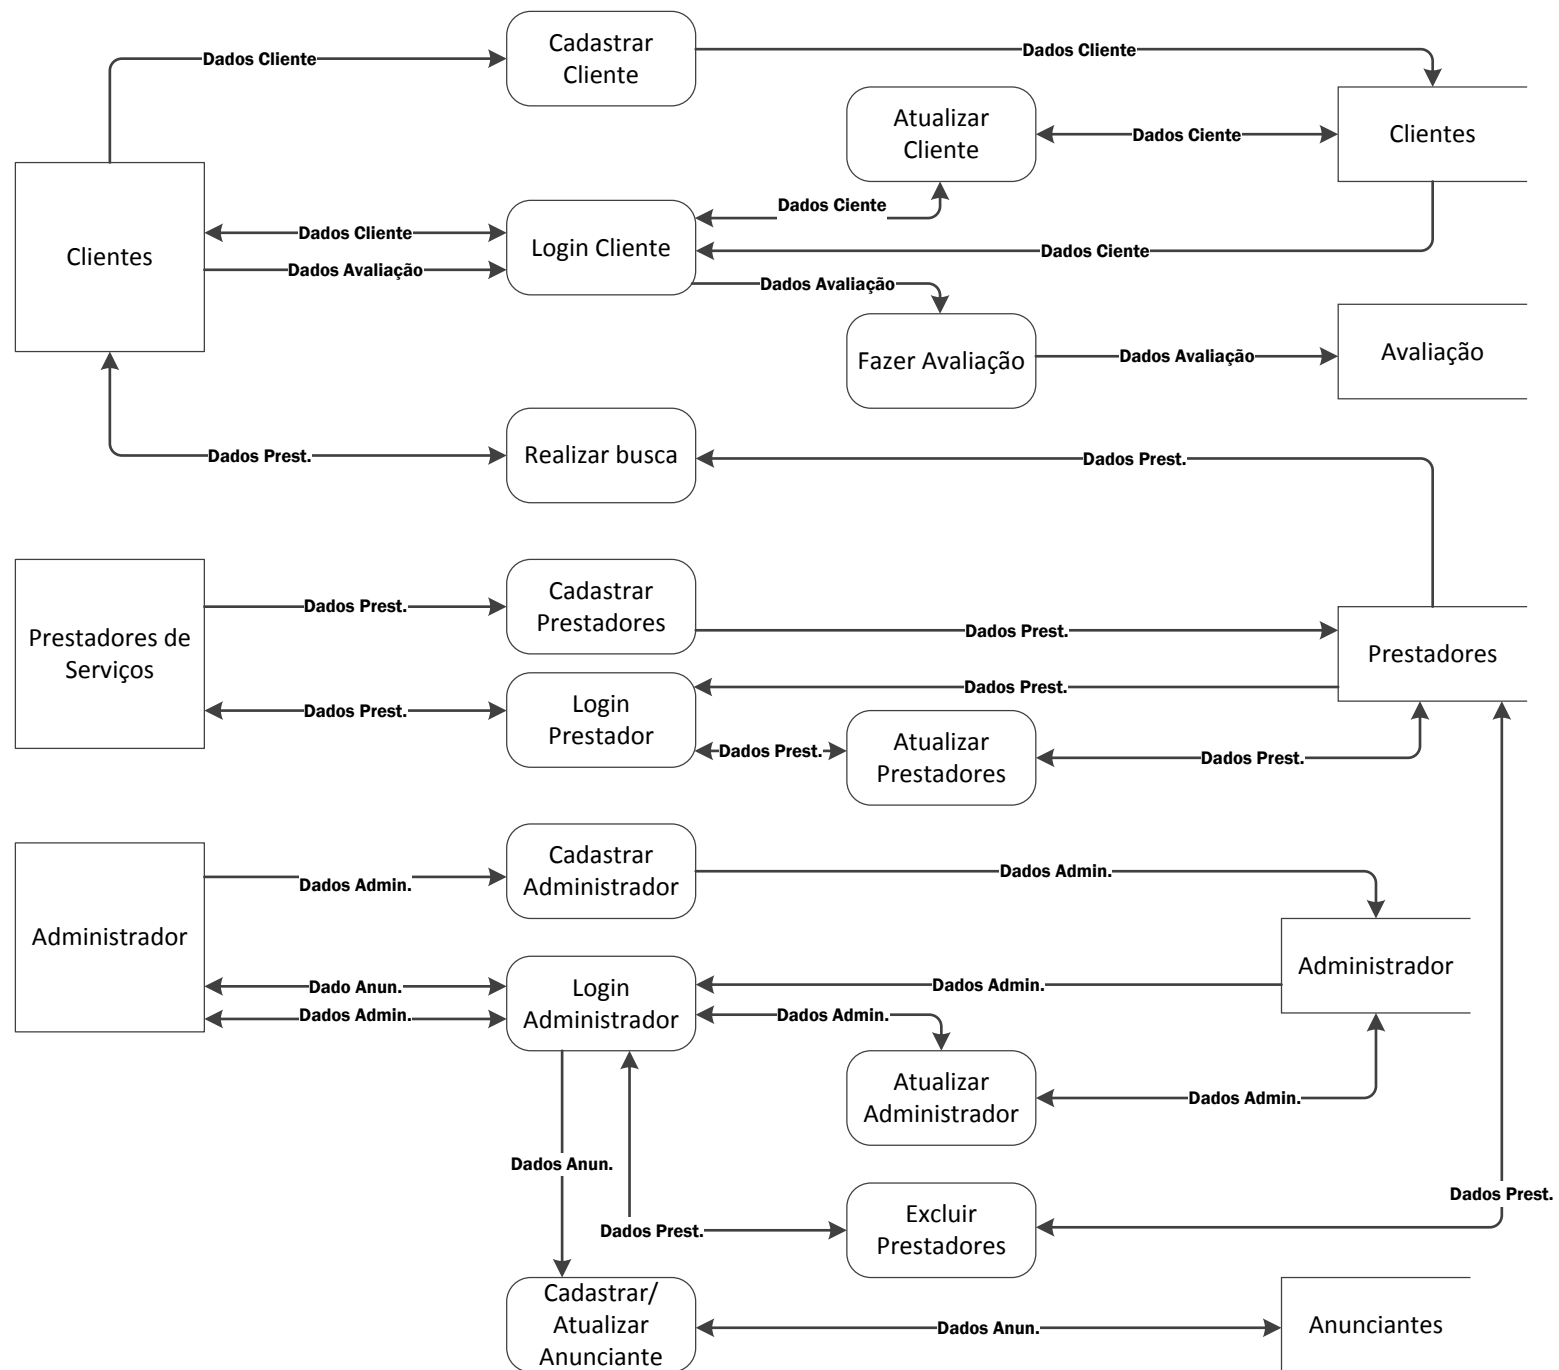 Cadastrar
Cliente
Dados Cliente
Dados Cliente
Atualizar
Cliente
Dados Ciente
Clientes
Dados Ciente
Clientes
Dados Cliente
Login Cliente
Dados Ciente
Dados Avaliação
Dados Avaliação
Fazer Avaliação
Dados Avaliação
Avaliação
Dados Prest.
Realizar busca
Dados Prest.
Prestadores de
Serviços
Dados Prest.
Cadastrar
Prestadores
Dados Prest.
Prestadores
Dados Prest.
Login
Prestador
Dados Prest.
Dados Prest.
Atualizar
Prestadores
Dados Prest.
Administrador
Dados Admin.
Cadastrar
Administrador
Dados Admin.
Administrador
Dado Anun.
Dados Admin.
Login
Administrador
Dados Admin.
Dados Admin.
Atualizar
Administrador
Dados Admin.
Dados Anun.
Dados Prest.
Excluir
Prestadores
Dados Prest.
Cadastrar/
Atualizar
Anunciante
Dados Anun.
Anunciantes